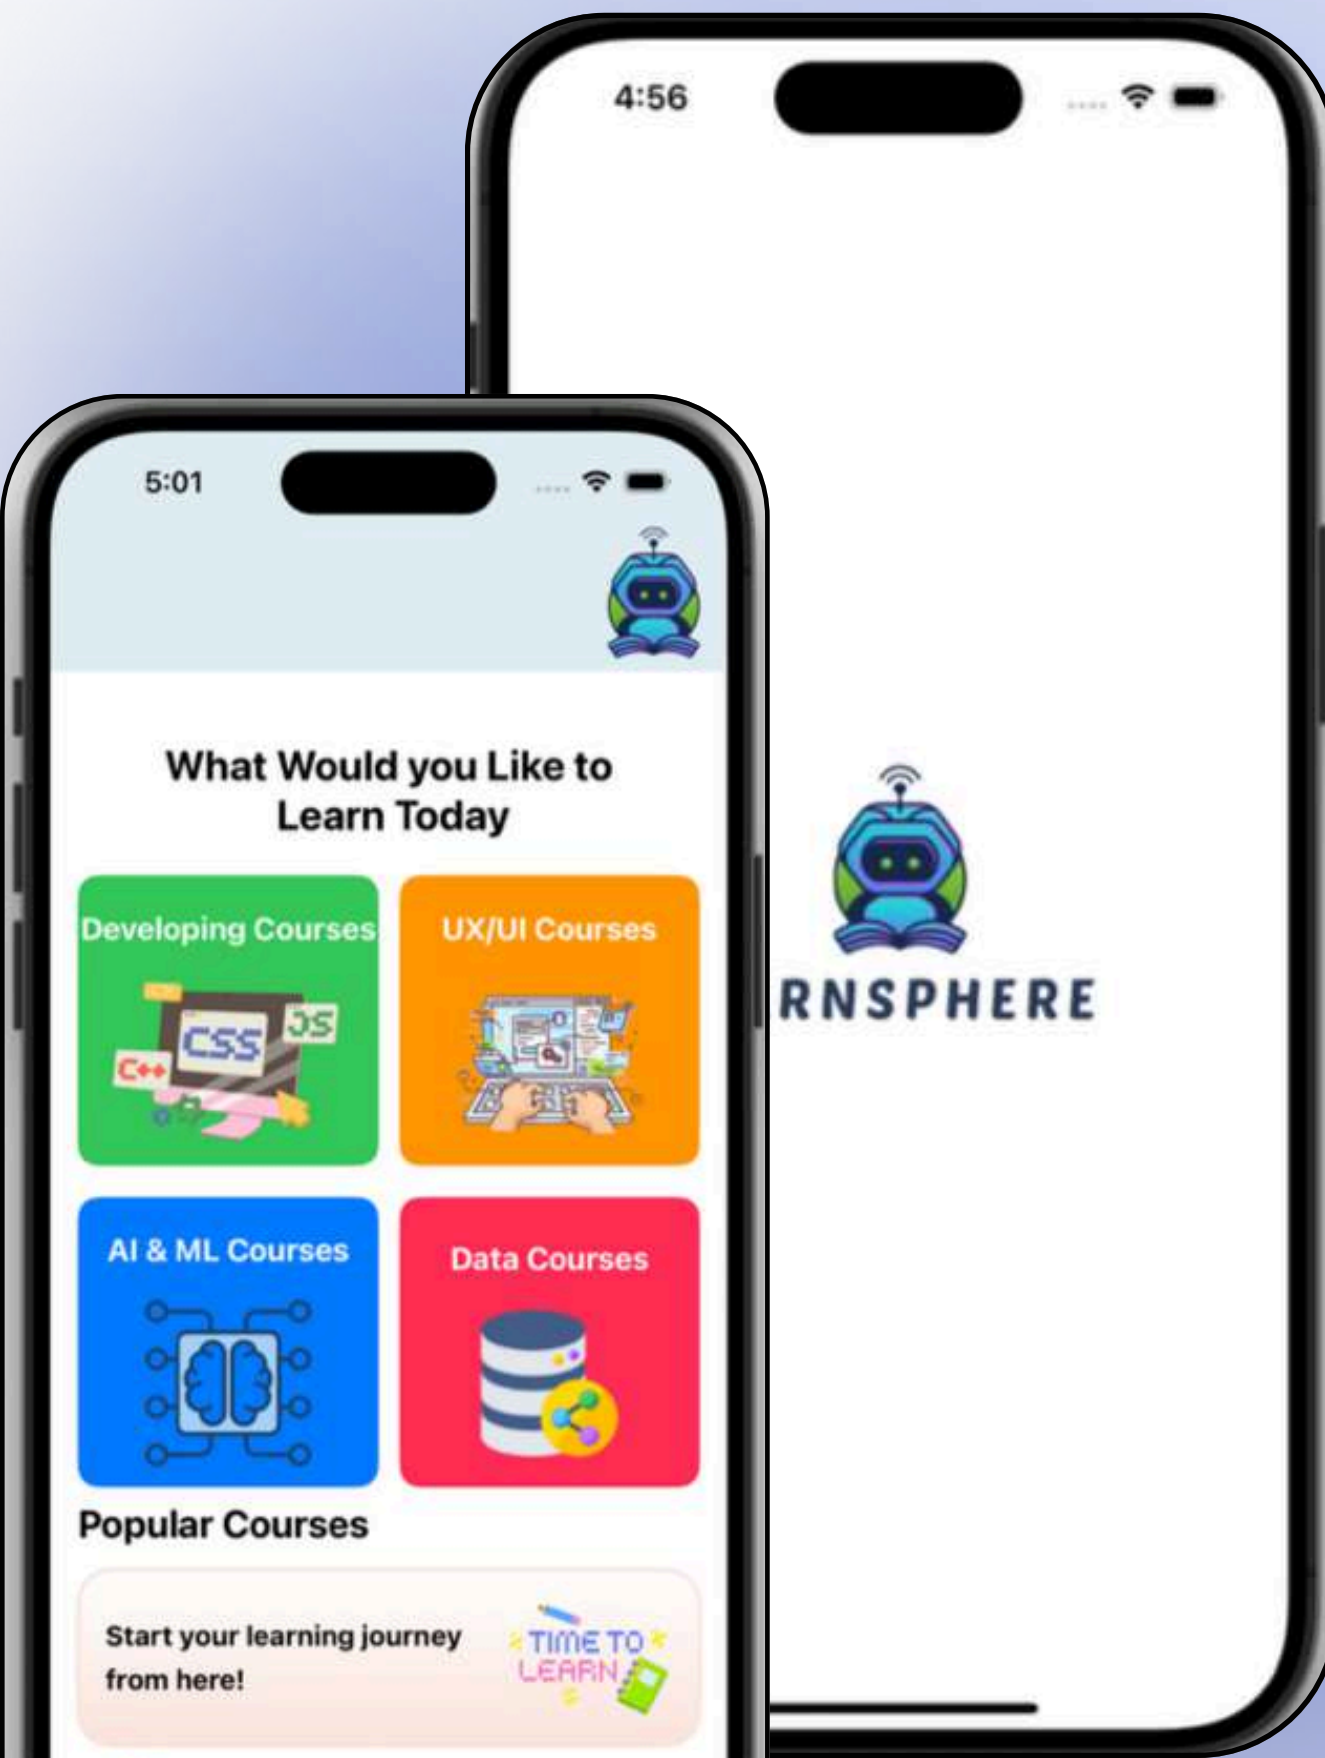 4:56
RNSPHERE
5:01
What Would you Like to
Learn Today
Developing Courses
UX/UI Courses
CSS
JS
C++
AI & ML Courses
Data Courses
Popular Courses
Start your learning journey
from here!
TIME TO
LEARN